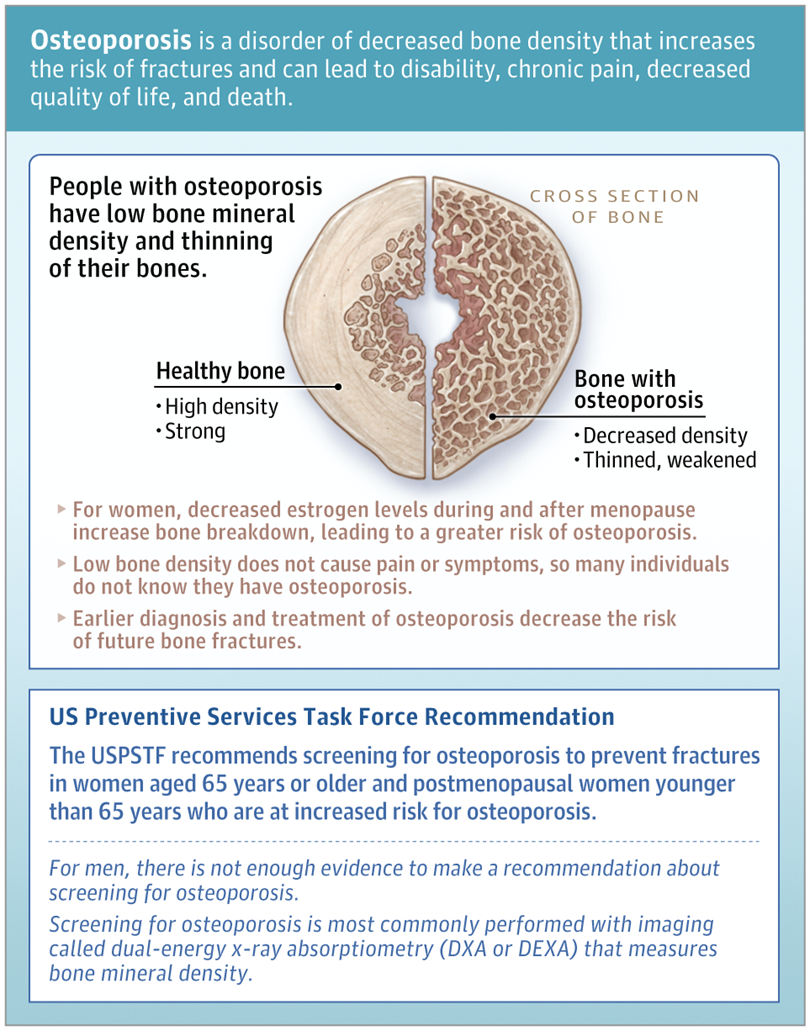 Osteoporosis is a disorder of decreased bone density that increases
the risk of fractures and can lead to disability, chronic pain, decreased
quality of life, and death.
People with osteoporosis
have low bone mineral
density and thinning
of their bones.
CROSS SECTION
OF BONE
Healthy bone
• High density
• Strong
Bone with
osteoporosis
• Decreased density
• Thinned, weakened
▸ For women, decreased estrogen levels during and after menopause
increase bone breakdown, leading to a greater risk of osteoporosis.
▸ Low bone density does not cause pain or symptoms, so many individuals
do not know they have osteoporosis.
▸ Earlier diagnosis and treatment of osteoporosis decrease the risk
of future bone fractures.
US Preventive Services Task Force Recommendation
The USPSTF recommends screening for osteoporosis to prevent fractures
in women aged 65 years or older and postmenopausal women younger
than 65 years who are at increased risk for osteoporosis.
For men, there is not enough evidence to make a recommendation about
screening for osteoporosis.
Screening for osteoporosis is most commonly performed with imaging
called dual-energy x-ray absorptiometry (DXA or DEXA) that measures
bone mineral density.